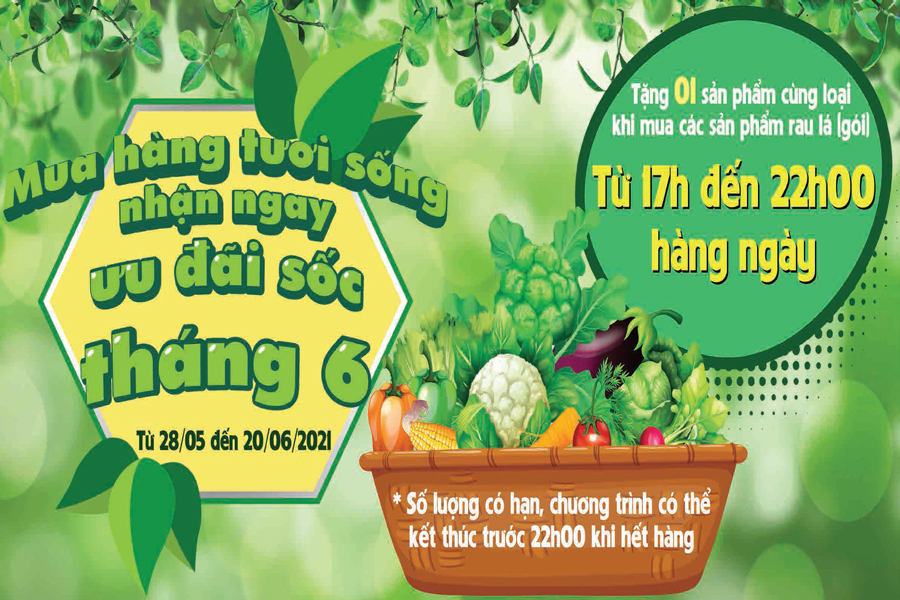 Mua hàng tươi sống
nhận ngay
ưu đãi sốc
tháng 6
Từ 28/05 đến 20/06/2021
Tặng 01 sản phẩm cùng loại
khi mua các sản phẩm rau lá (gói)
Từ 17h đến 22h00
hàng ngày
* Số lượng có hạn, chương trình có thể
kết thúc trước 22h00 khi hết hàng